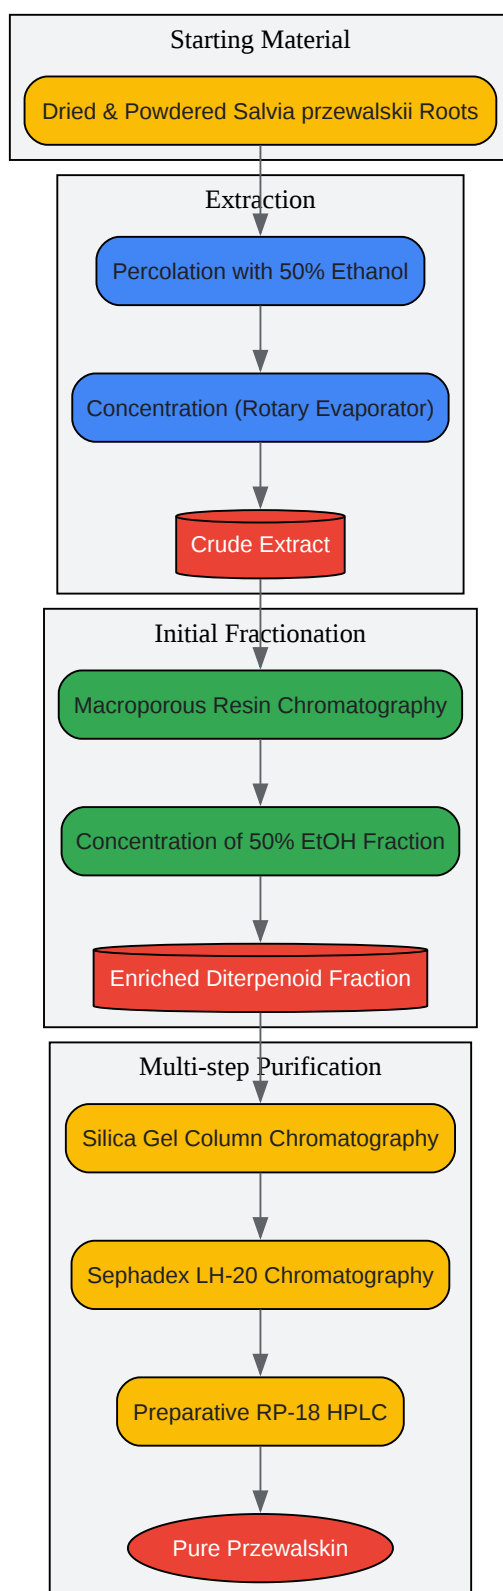 Starting Material
Dried & Powdered Salvia przewalskii Roots
Extraction
Percolation with 50% Ethanol
Concentration (Rotary Evaporator)
Crude Extract
Initial Fractionation
Macroporous Resin Chromatography
Concentration of 50% EtOH Fraction
Enriched Diterpenoid Fraction
Multi-step Purification
Silica Gel Column Chromatography
Sephadex LH-20 Chromatography
Preparative RP-18 HPLC
Pure Przewalskin